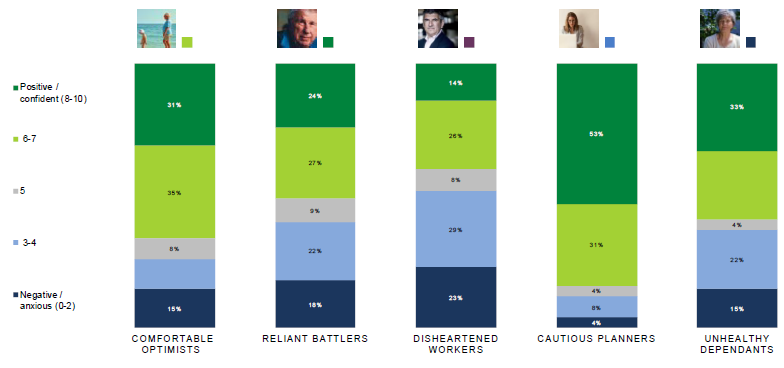 Positive /
confident (8-10)
6-7
5
3-4
Negative /
anxious (0-2)
31%
35%
8%
15%
24%
27%
9%
22%
18%
14%
26%
8%
29%
23%
53%
31%
4%
8%
4%
33%
4%
22%
15%
COMFORTABLE
OPTIMISTS
RELIANT BATTLERS
DISHEARTENED
WORKERS
CAUTIOUS PLANNERS
UNHEALTHY
DEPENDANTS